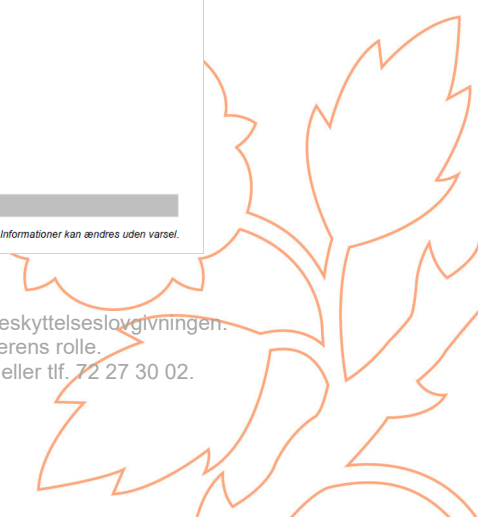 Informationer kan ændres uden varsel.
eskyttelseslovgivningen.
erens rolle.
eller tlf. 72 27 30 02.